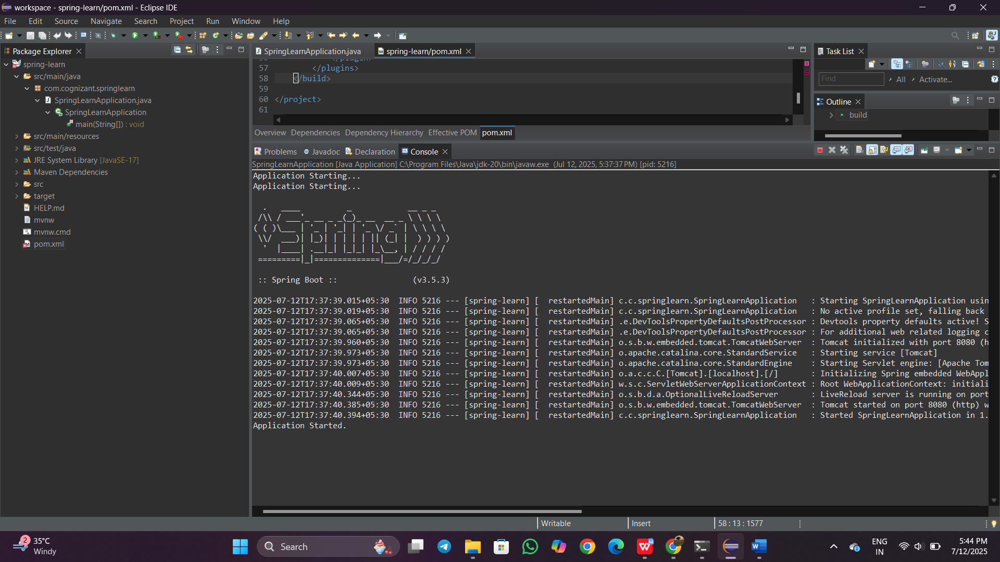 workspace - spring-learn/pom.xml - Eclipse IDE
File Edit Source Navigate Search Project Run Window Help
Package Explorer
spring-learn
src/main/java
com.cognizant.springlearn
SpringLearnApplication.java
SpringLearnApplication
main(String[]) : void
src/main/resources
src/test/java
JRE System Library [JavaSE-17]
Maven Dependencies
src
target
HELP.md
mvnw
mvnw.cmd
pom.xml
SpringLearnApplication.java spring-learn/pom.xml
57 </plugins>
58 </build>
59
60 </project>
61
Overview Dependencies Dependency Hierarchy Effective POM pom.xml
Task List
Find All Activate...
Outline
build
Problems Javadoc Declaration Console
SpringLearnApplication [Java Application] C:\Program Files\Java\jdk-20\bin\javaw.exe (Jul 12, 2025, 5:37:37 PM) [pid: 5216]
Application Starting...
Application Starting...
Spring
:: Spring Boot :: (v3.5.3)
2025-07-12T17:37:39.015+05:30 INFO 5216 --- [spring-learn] [ restartedMain] c.c.springlearn.SpringLearnApplication : Starting SpringLearnApplication usin
2025-07-12T17:37:39.019+05:30 INFO 5216 --- [spring-learn] [ restartedMain] c.c.springlearn.SpringLearnApplication : No active profile set, falling back
2025-07-12T17:37:39.065+05:30 INFO 5216 --- [spring-learn] [ restartedMain] .e.DevToolsPropertyDefaultsPostProcessor : Devtools property defaults active! S
2025-07-12T17:37:39.065+05:30 INFO 5216 --- [spring-learn] [ restartedMain] .e.DevToolsPropertyDefaultsPostProcessor : For additional web related logging c
2025-07-12T17:37:39.960+05:30 INFO 5216 --- [spring-learn] [ restartedMain] o.s.b.w.embedded.tomcat.TomcatWebServer : Tomcat initialized with port 8080 (h
2025-07-12T17:37:39.973+05:30 INFO 5216 --- [spring-learn] [ restartedMain] o.apache.catalina.core.StandardService : Starting service [Tomcat]
2025-07-12T17:37:39.973+05:30 INFO 5216 --- [spring-learn] [ restartedMain] o.apache.catalina.core.StandardEngine : Starting Servlet engine: [Apache Tom
2025-07-12T17:37:40.007+05:30 INFO 5216 --- [spring-learn] [ restartedMain] o.a.c.c.C.[Tomcat].[localhost].[/] : Initializing Spring embedded WebAppl
2025-07-12T17:37:40.009+05:30 INFO 5216 --- [spring-learn] [ restartedMain] w.s.c.ServletWebServerApplicationContext : Root WebApplicationContext: initiali
2025-07-12T17:37:40.344+05:30 INFO 5216 --- [spring-learn] [ restartedMain] o.s.b.d.a.OptionalLiveReloadServer : LiveReload server is running on port
2025-07-12T17:37:40.385+05:30 INFO 5216 --- [spring-learn] [ restartedMain] o.s.b.w.embedded.tomcat.TomcatWebServer : Tomcat started on port 8080 (http) w
2025-07-12T17:37:40.394+05:30 INFO 5216 --- [spring-learn] [ restartedMain] c.c.springlearn.SpringLearnApplication : Started SpringLearnApplication in 1.
Application Started.
Writable Insert 58 : 13 : 1577
2
35°C
Windy
Search
ENG
IN
5:44 PM
7/12/2025